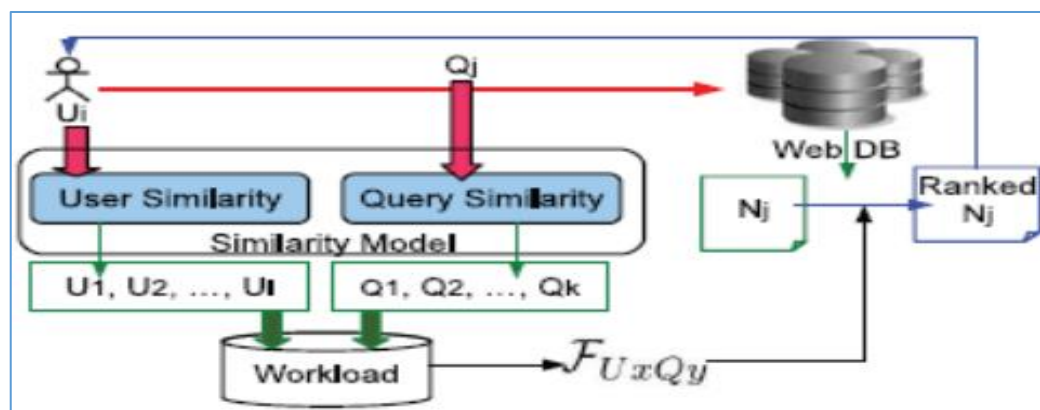 Qj
Ui
Web DB
User Similarity
Query Similarity
Similarity Model
Nj
Ranked
Nj
U1, U2, ..., Ul
Q1, Q2, ..., Qk
Workload
F UxQy